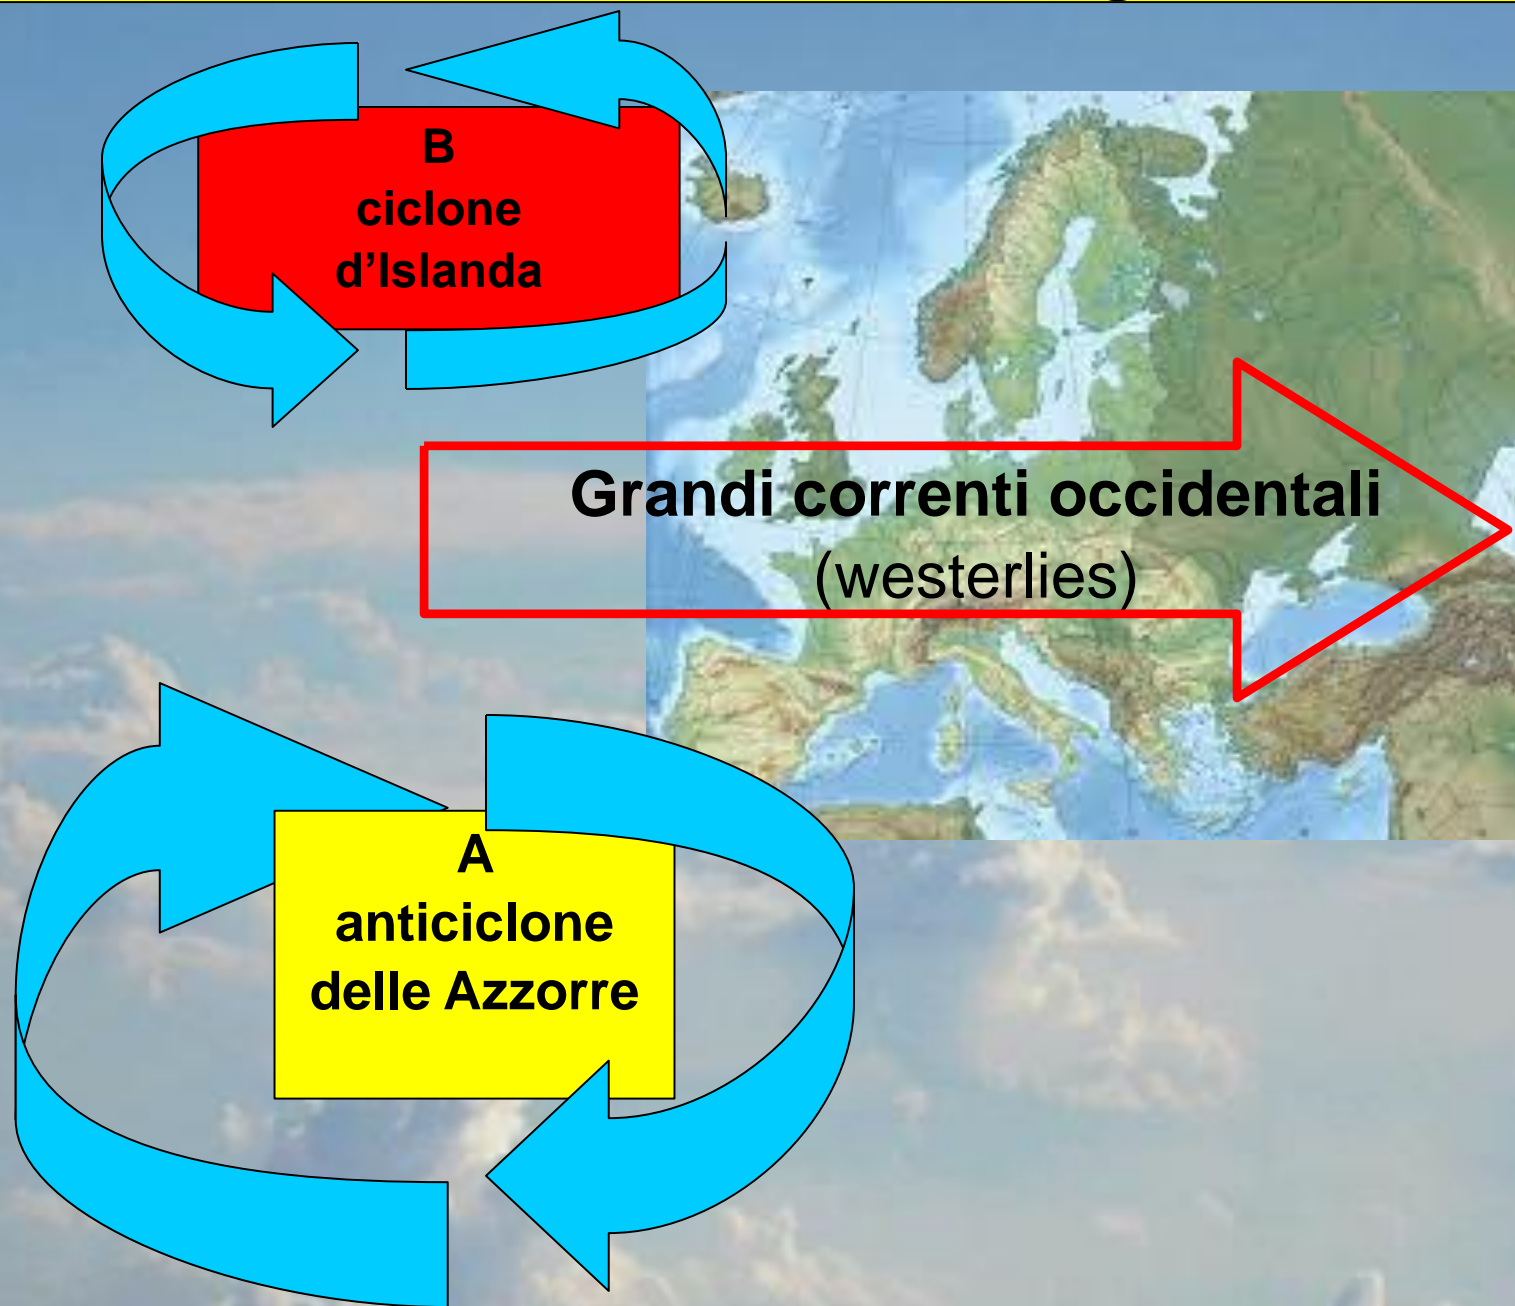 B
ciclone
d’Islanda
Grandi correnti occidentali
(westerlies)
A
anticiclone
delle Azzorre